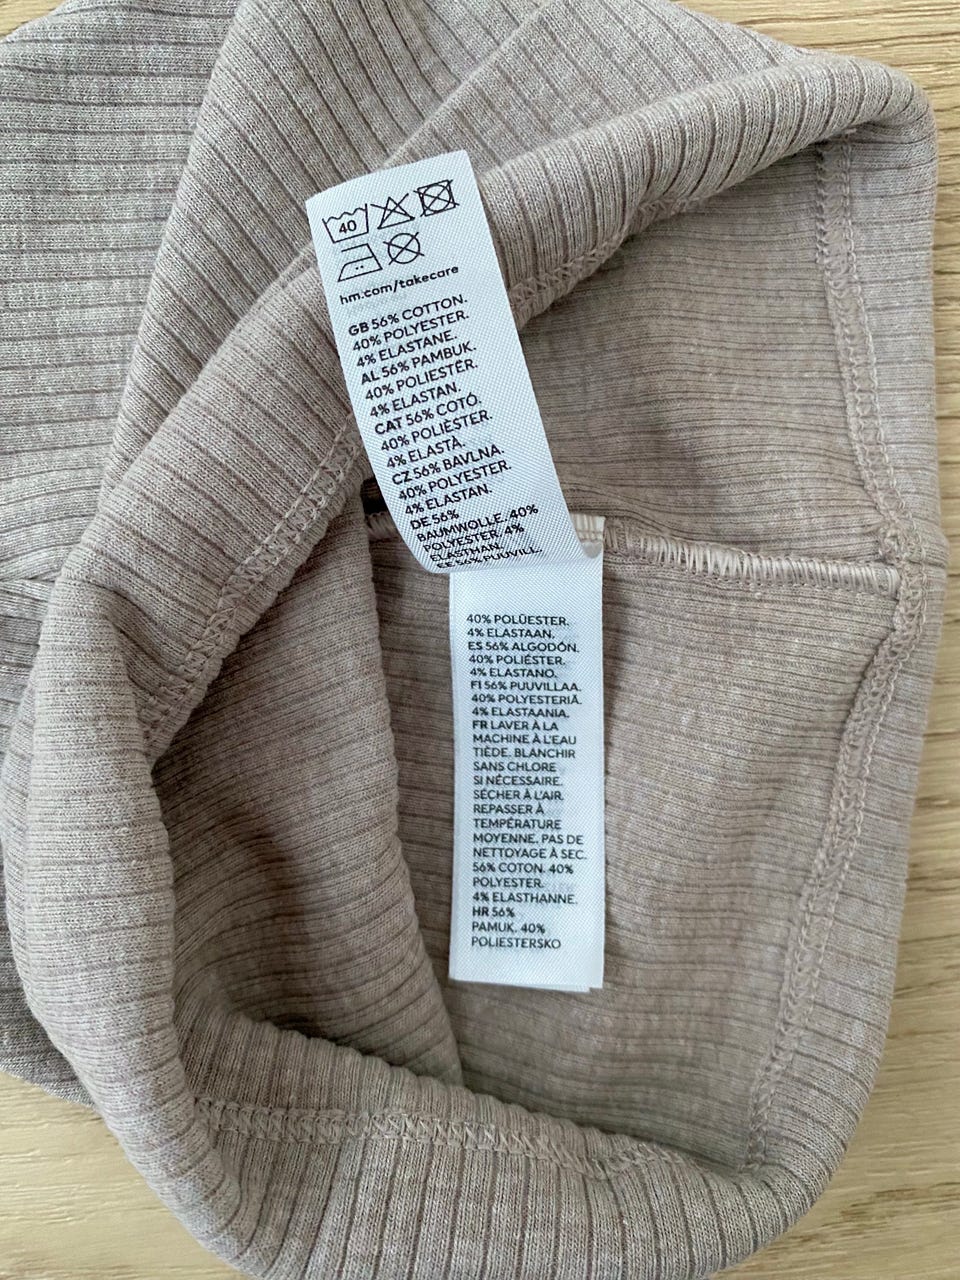 40
hm.com/takecare
GB 56% COTTON.
40% POLYESTER.
4% ELASTANE.
AL 56% PAMBUK.
40% POLIESTËR.
4% ELASTAN.
CAT 56% COTÓ.
40% POLIÈSTER.
4% ELASTÀ.
CZ 56% BAVLNA.
40% POLYESTER.
4% ELASTAN.
DE 56%
BAUMWOLLE. 40%
POLYESTER. 4%
ELASTHAN.
EE 56% PUUVILL.
40% POLÜESTER.
4% ELASTAAN.
ES 56% ALGODÓN.
40% POLIÉSTER.
4% ELASTANO.
FI 56% PUUVILLAA.
40% POLYESTERIÄ.
4% ELASTAANIA.
FR LAVER À LA
MACHINE À L'EAU
TIÈDE. BLANCHIR
SANS CHLORE
SI NÉCESSAIRE.
SÉCHER À L'AIR.
REPASSER À
TEMPÉRATURE
MOYENNE. PAS DE
NETTOYAGE À SEC.
56% COTON. 40%
POLYESTER.
4% ELASTHANNE.
HR 56%
PAMUK. 40%
POLIESTERSKO